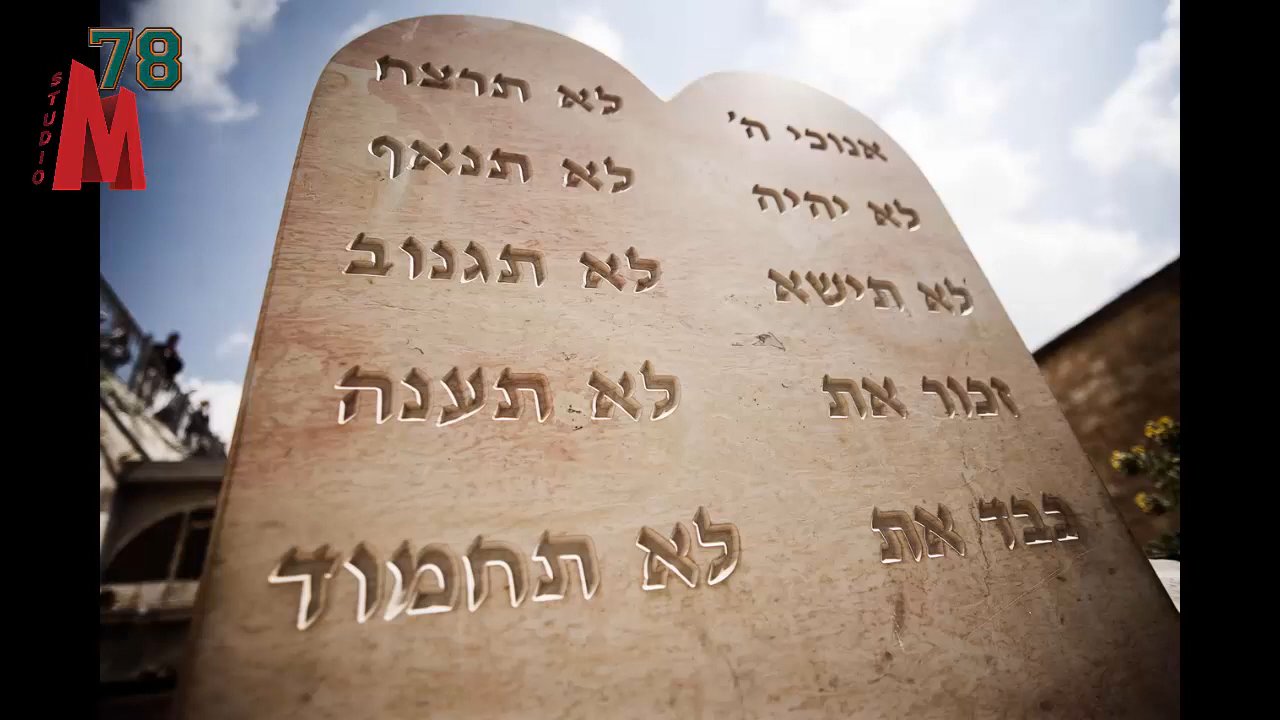 78
STUDIO
M
אנוכי ה'
לא יהיה
לא תישא
זכור את
כבד את
לא תרצח
לא תנאף
לא תגנוב
לא תענה
לא תחמוד